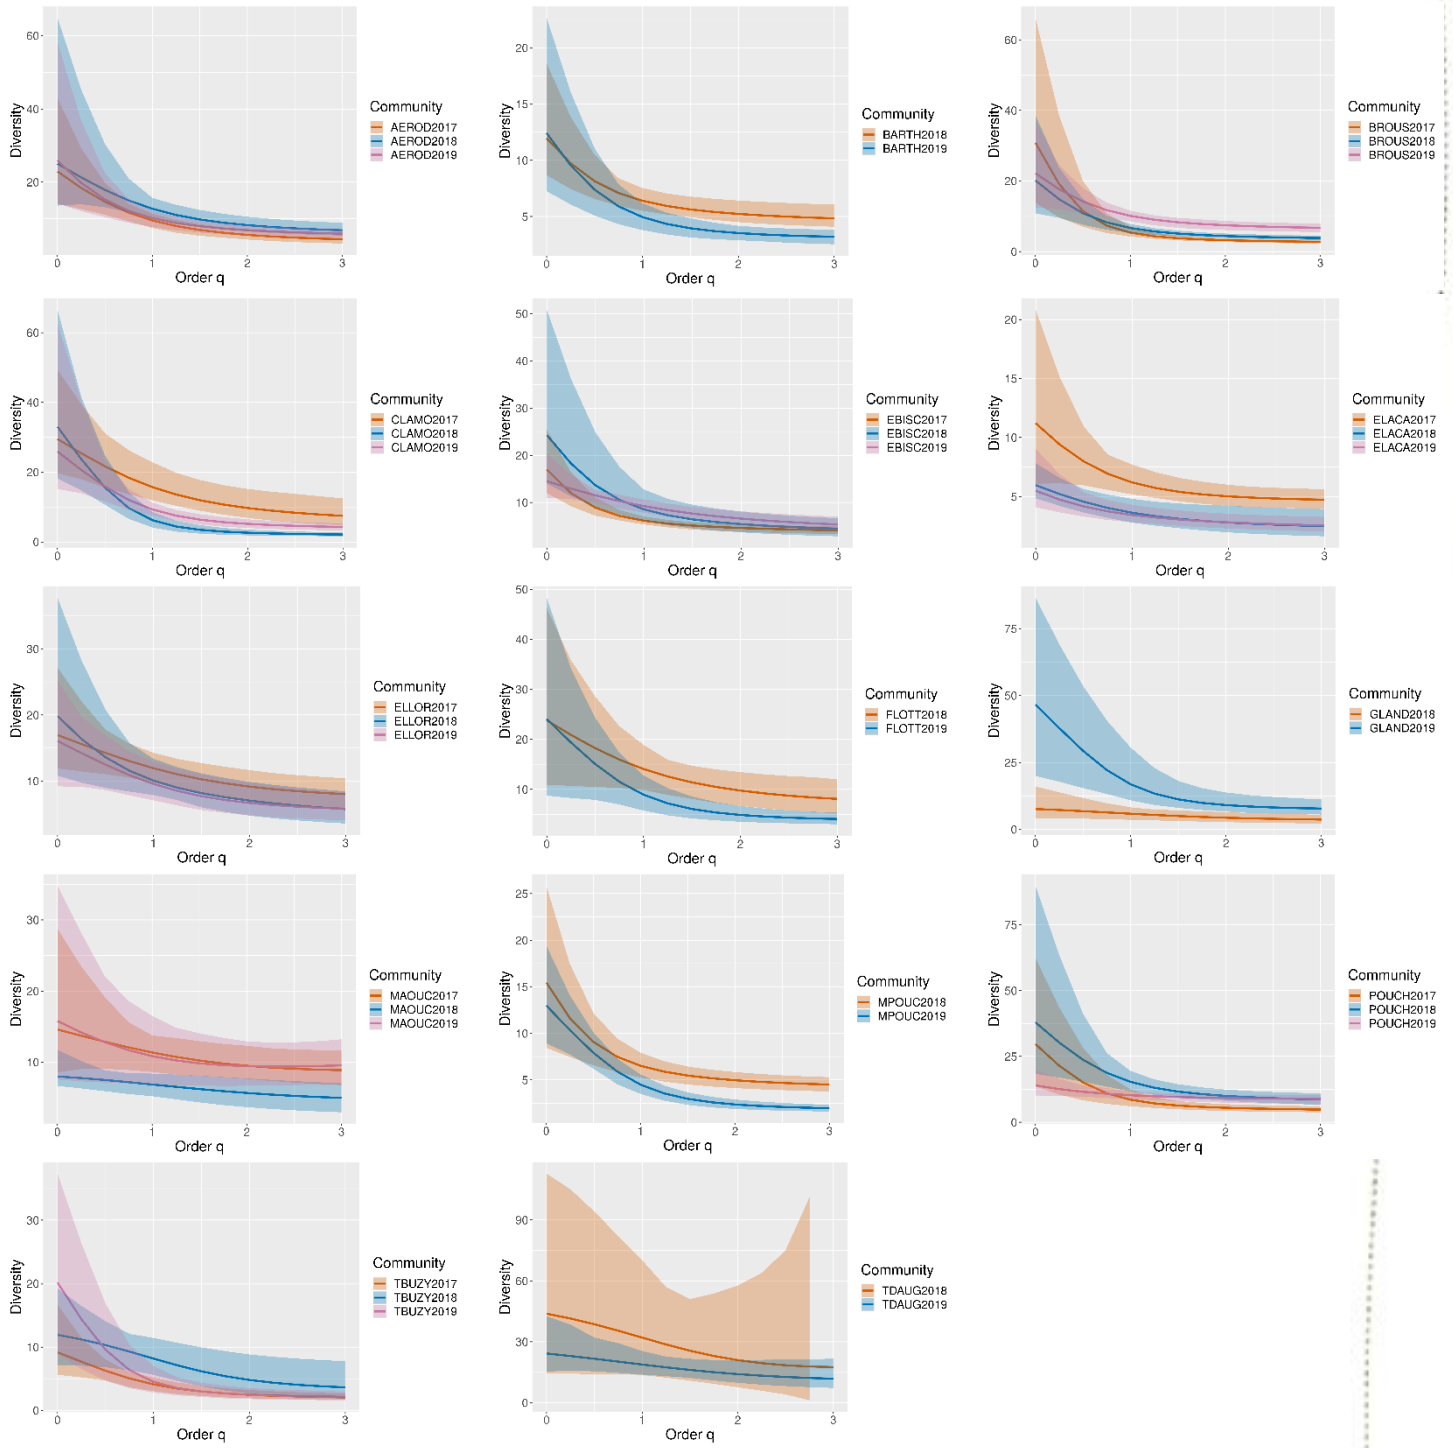 Diversity
60
40
20
0 1 2 3
Order q
Community
AEROD2017
AEROD2018
AEROD2019
Diversity
20
15
10
5
0 1 2 3
Order q
Community
BARTH2018
BARTH2019
Diversity
60
40
20
0
0 1 2 3
Order q
Community
BROUS2017
BROUS2018
BROUS2019
Diversity
60
40
20
0
0 1 2 3
Order q
Community
CLAMO2017
CLAMO2018
CLAMO2019
Diversity
50
40
30
20
10
0 1 2 3
Order q
Community
EBISC2017
EBISC2018
EBISC2019
Diversity
20
15
10
5
0 1 2 3
Order q
Community
ELACA2017
ELACA2018
ELACA2019
Diversity
30
20
10
0 1 2 3
Order q
Community
ELLOR2017
ELLOR2018
ELLOR2019
Diversity
50
40
30
20
10
0 1 2 3
Order q
Community
FLOTT2018
FLOTT2019
Diversity
75
50
25
0
0 1 2 3
Order q
Community
GLAND2018
GLAND2019
Diversity
30
20
10
0 1 2 3
Order q
Community
MAOUC2017
MAOUC2018
MAOUC2019
Diversity
25
20
15
10
5
0 1 2 3
Order q
Community
MPOUC2018
MPOUC2019
Diversity
75
50
25
0
0 1 2 3
Order q
Community
POUCH2017
POUCH2018
POUCH2019
Diversity
30
20
10
0
0 1 2 3
Order q
Community
TBUZY2017
TBUZY2018
TBUZY2019
Diversity
90
60
30
0
0 1 2 3
Order q
Community
TDAUG2018
TDAUG2019